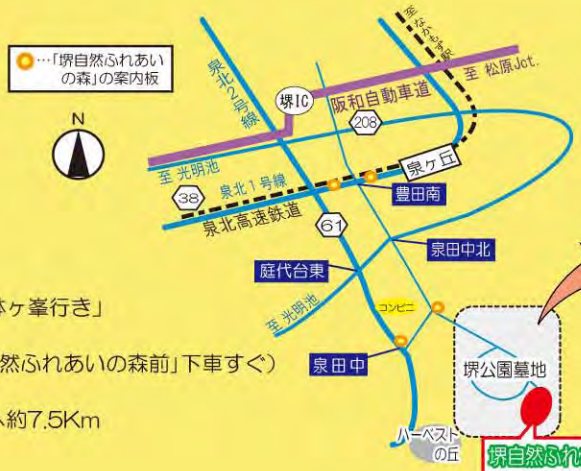 …「堺自然ふれあい
の森」の案内板
N
至なかもず駅
至 松原Jct.
泉北2号線
堺IC
阪和自動車道
208
至 光明池
泉ヶ丘
泉北1号線
38
泉北高速鉄道
豊田南
61
泉田中北
庭代台東
至 光明池
コンビニ
泉田中
堺公園墓地
ハーベスト
の丘
堺自然ふれ
ヶ峯行き」
然ふれあいの森前」下車すぐ)
約7.5Km